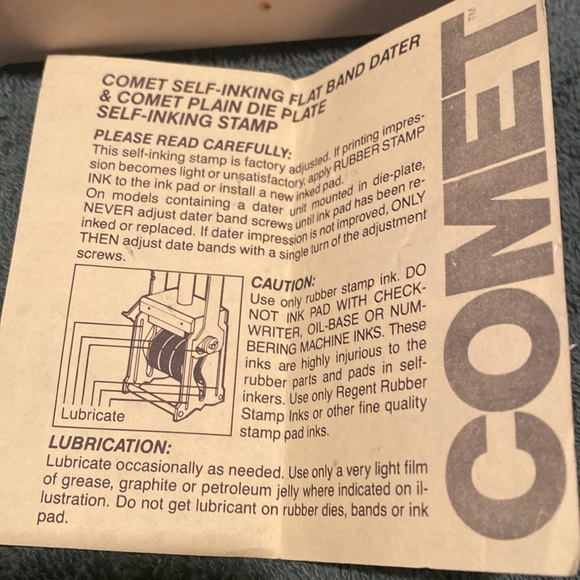 COMET SELF-INKING FLAT BAND DATER
& COMET PLAIN DIE PLATE
SELF-INKING STAMP
PLEASE READ CAREFULLY:
This self-inking stamp is factory adjusted. If printing impres-
sion becomes light or unsatisfactory, apply RUBBER STAMP
INK to the ink pad or install a new inked pad.
On models containing a dater unit mounted in die-plate,
NEVER adjust dater band screws until ink pad has been re-
inked or replaced. If dater impression is not improved, ONLY
THEN adjust date bands with a single turn of the adjustment
screws.
CAUTION:
Use only rubber stamp ink. DO
NOT INK PAD WITH CHECK-
WRITER, OIL-BASE OR NUM-
BERING MACHINE INKS. These
inks are highly injurious to the
rubber parts and pads in self-
inkers. Use only Regent Rubber
Stamp Inks or other fine quality
stamp pad inks.
Lubricate
LUBRICATION:
Lubricate occasionally as needed. Use only a very light film
of grease, graphite or petroleum jelly where indicated on il-
lustration. Do not get lubricant on rubber dies, bands or ink
pad.
COMET™